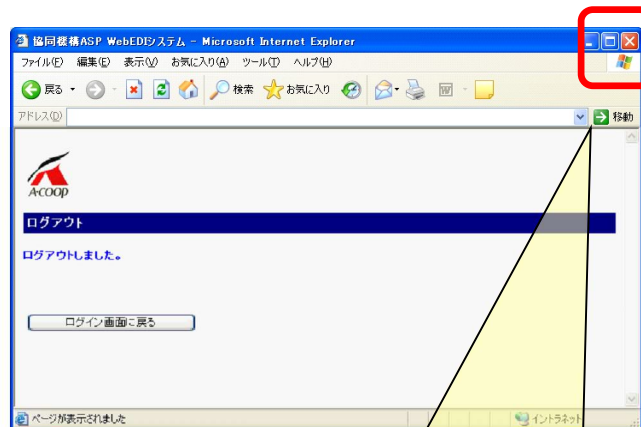 協同機構ASP WebEDIシステム - Microsoft Internet Explorer
ファイル(F) 編集(E) 表示(V) お気に入り(A) ツール(T) ヘルプ(H)
戻る 検索 お気に入り
アドレス(D) 移動
A-COOP
ログアウト
ログアウトしました。
ログイン画面に戻る
ページが表示されました イントラネット